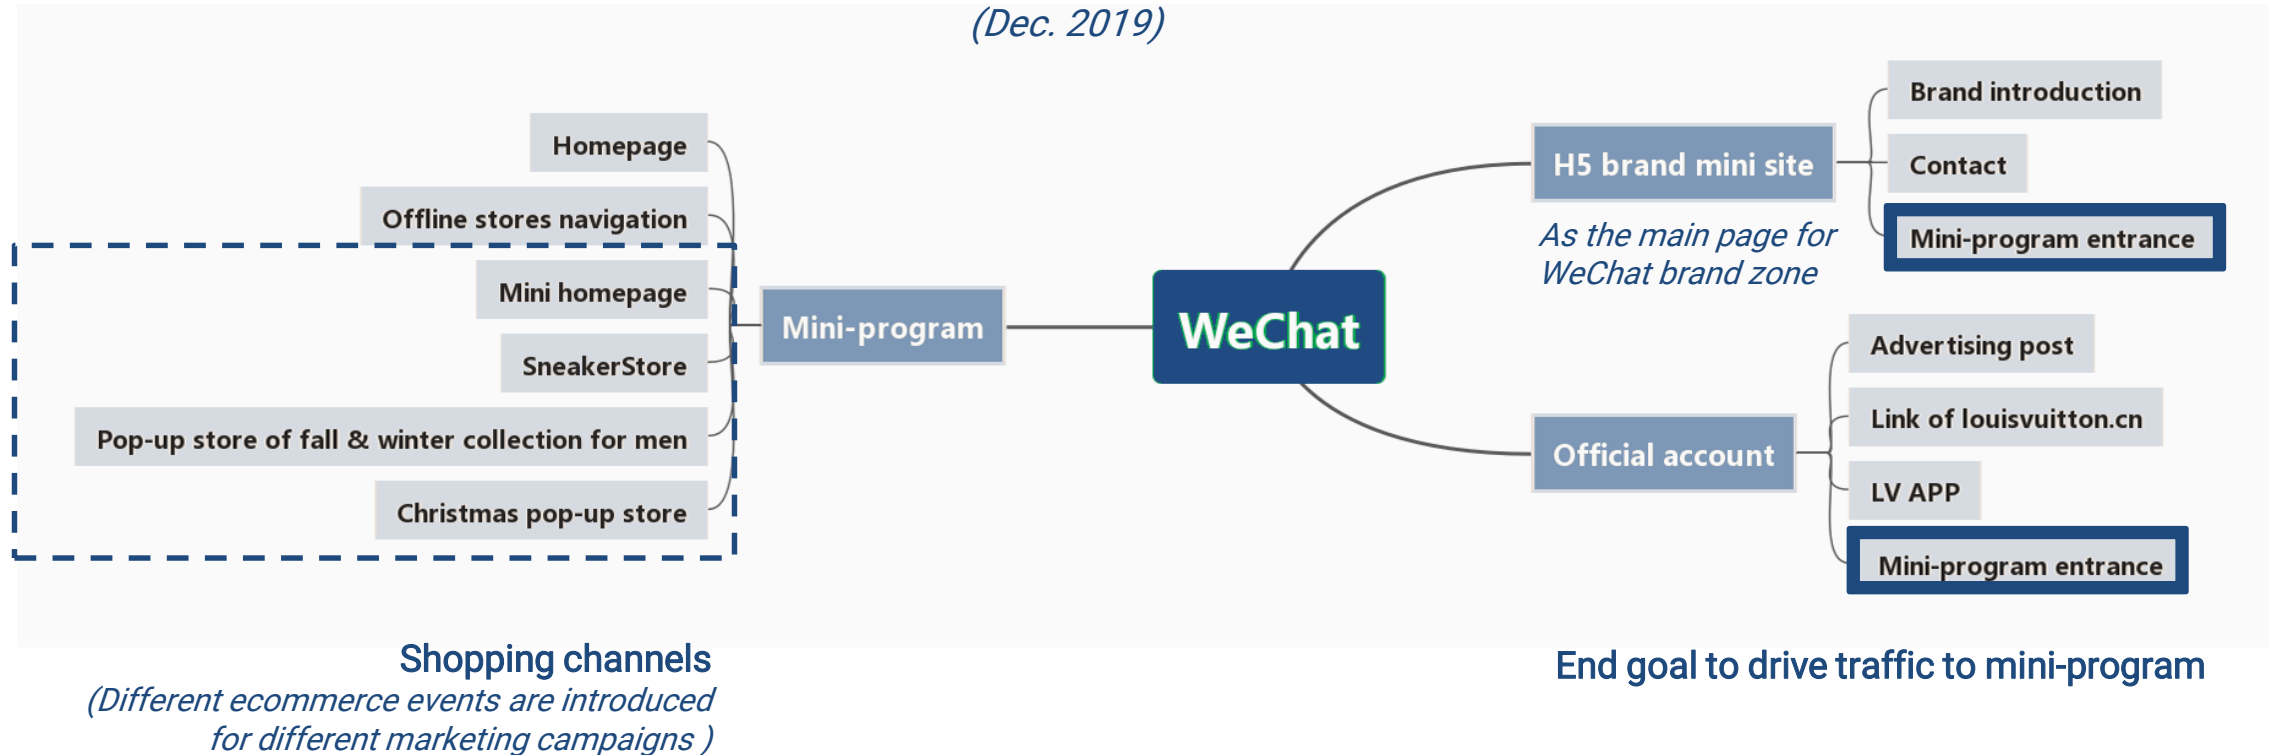 (Dec. 2019)
Homepage
Offline stores navigation
Mini homepage
SneakerStore
Pop-up store of fall & winter collection for men
Christmas pop-up store
Mini-program
WeChat
H5 brand mini site
As the main page for
WeChat brand zone
Brand introduction
Contact
Mini-program entrance
Official account
Advertising post
Link of louisvuitton.cn
LV APP
Mini-program entrance
Shopping channels
(Different ecommerce events are introduced
for different marketing campaigns )
End goal to drive traffic to mini-program